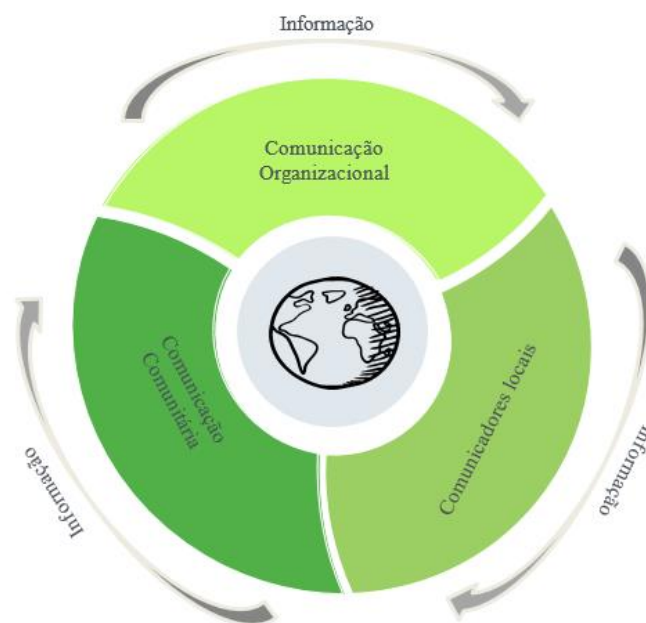 Informação
Comunicação
Organizacional
Comunicação
Comunitária
Comunicadores locais
Informação
Informação